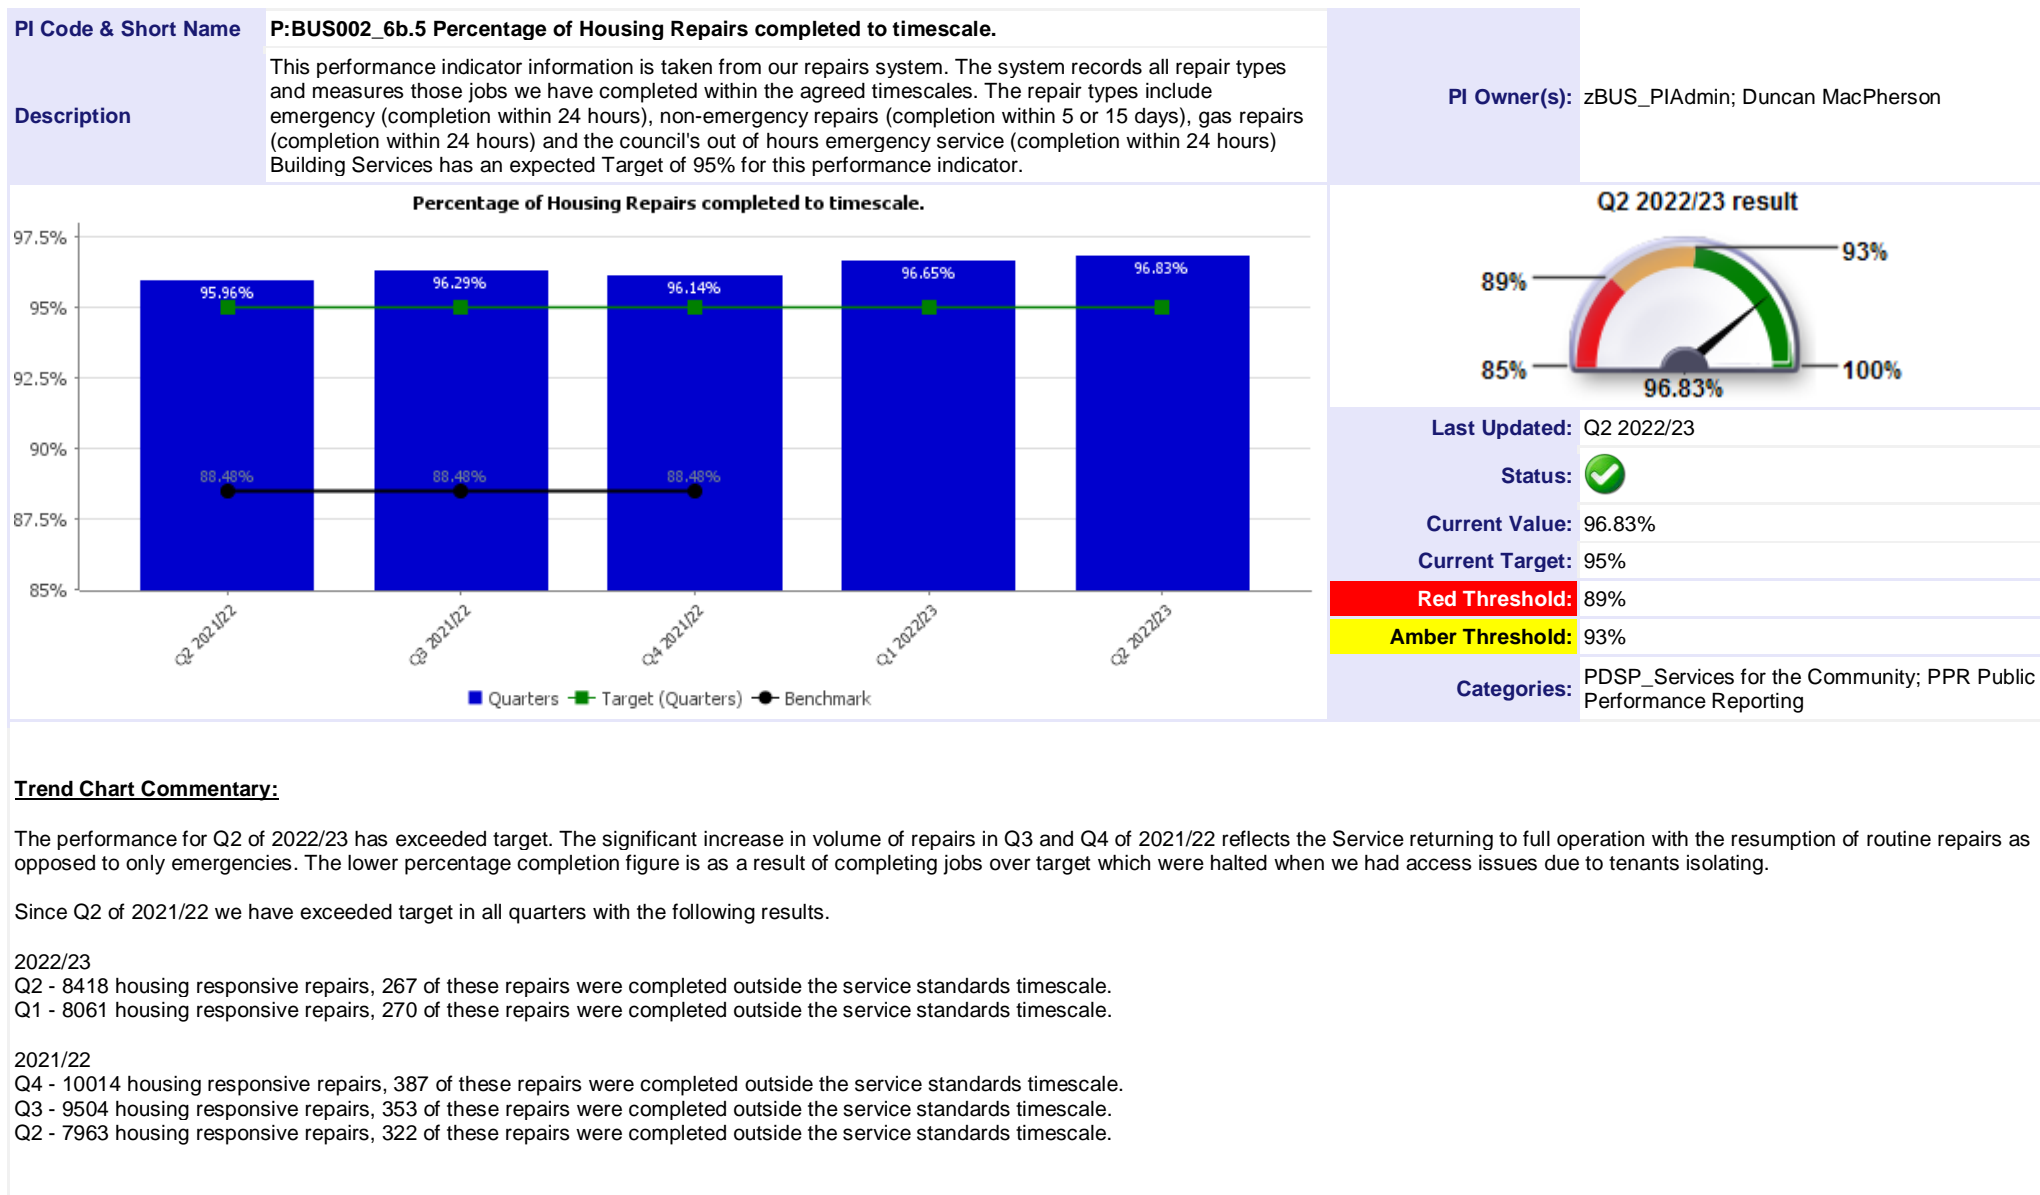 PI Code & Short Name
P:BUS002_6b.5 Percentage of Housing Repairs completed to timescale.
Description
This performance indicator information is taken from our repairs system. The system records all repair types
and measures those jobs we have completed within the agreed timescales. The repair types include
emergency (completion within 24 hours), non-emergency repairs (completion within 5 or 15 days), gas repairs
(completion within 24 hours) and the council's out of hours emergency service (completion within 24 hours)
Building Services has an expected Target of 95% for this performance indicator.
PI Owner(s):
zBUS_PIAdmin; Duncan MacPherson
Percentage of Housing Repairs completed to timescale.
97.5%
95%
92.5%
90%
87.5%
85%
95.96%
96.29%
96.14%
96.65%
96.83%
88.48%
88.48%
88.48%
Q2 2021/22
Q3 2021/22
Q4 2021/22
Q1 2022/23
Q2 2022/23
Quarters
Target (Quarters)
Benchmark
Q2 2022/23 result
93%
89%
85%
100%
96.83%
Last Updated:
Q2 2022/23
Status:
Current Value:
96.83%
Current Target:
95%
Red Threshold:
89%
Amber Threshold:
93%
Categories:
PDSP_Services for the Community; PPR Public
Performance Reporting
Trend Chart Commentary:
The performance for Q2 of 2022/23 has exceeded target. The significant increase in volume of repairs in Q3 and Q4 of 2021/22 reflects the Service returning to full operation with the resumption of routine repairs as
opposed to only emergencies. The lower percentage completion figure is as a result of completing jobs over target which were halted when we had access issues due to tenants isolating.
Since Q2 of 2021/22 we have exceeded target in all quarters with the following results.
2022/23
Q2 - 8418 housing responsive repairs, 267 of these repairs were completed outside the service standards timescale.
Q1 - 8061 housing responsive repairs, 270 of these repairs were completed outside the service standards timescale.
2021/22
Q4 - 10014 housing responsive repairs, 387 of these repairs were completed outside the service standards timescale.
Q3 - 9504 housing responsive repairs, 353 of these repairs were completed outside the service standards timescale.
Q2 - 7963 housing responsive repairs, 322 of these repairs were completed outside the service standards timescale.